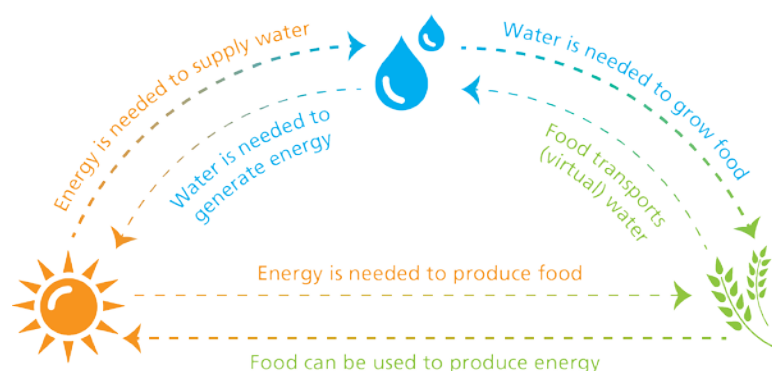 Energy is needed to supply water
Water is needed to grow food
Water is needed to
generate energy
Food transports
(virtual) water
Energy is needed to produce food
Food can be used to produce energy